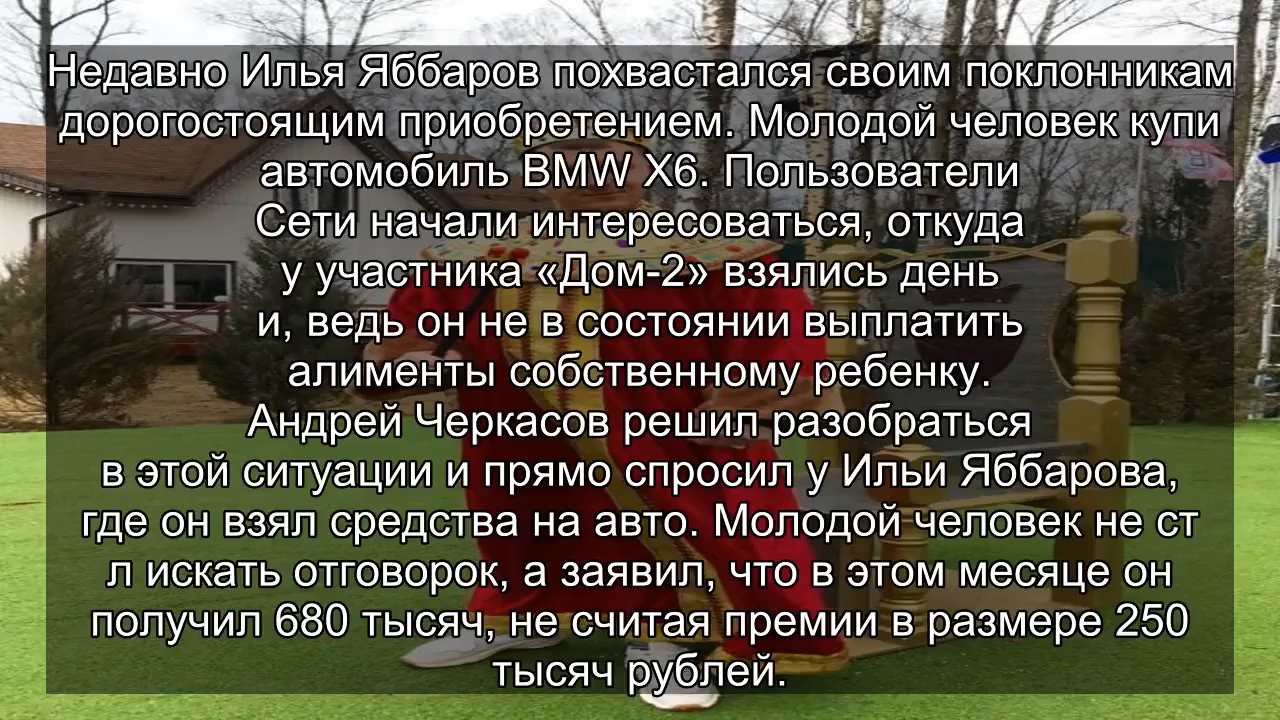 Недавно Илья Яббаров похвастался своим поклонникам
дорогостоящим приобретением. Молодой человек купи
автомобиль BMW X6. Пользователи
Сети начали интересоваться, откуда
у участника «Дом-2» взялись день
и, ведь он не в состоянии выплатить
алименты собственному ребенку.
Андрей Черкасов решил разобраться
в этой ситуации и прямо спросил у Ильи Яббарова,
где он взял средства на авто. Молодой человек не ст
л искать отговорок, а заявил, что в этом месяце он
получил 680 тысяч, не считая премии в размере 250
тысяч рублей.